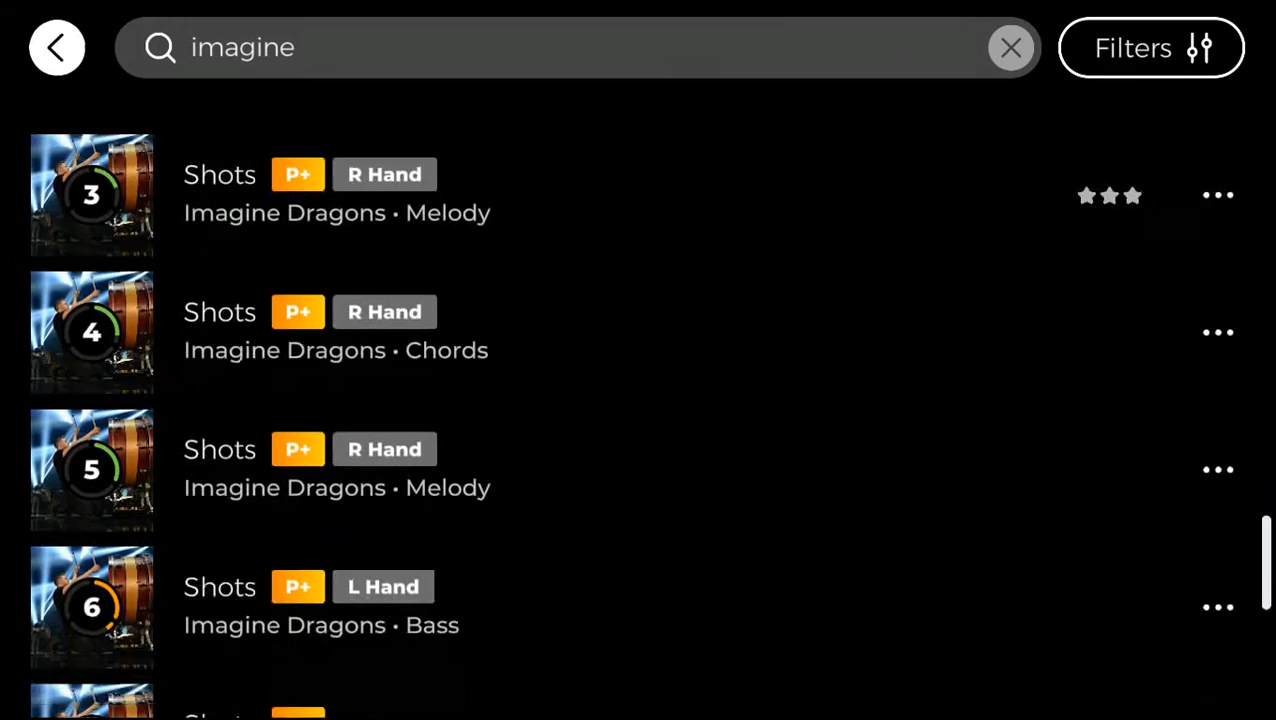 imagine
Filters
3
Shots P+ R Hand
Imagine Dragons • Melody
4
Shots P+ R Hand
Imagine Dragons • Chords
5
Shots P+ R Hand
Imagine Dragons • Melody
6
Shots P+ L Hand
Imagine Dragons • Bass